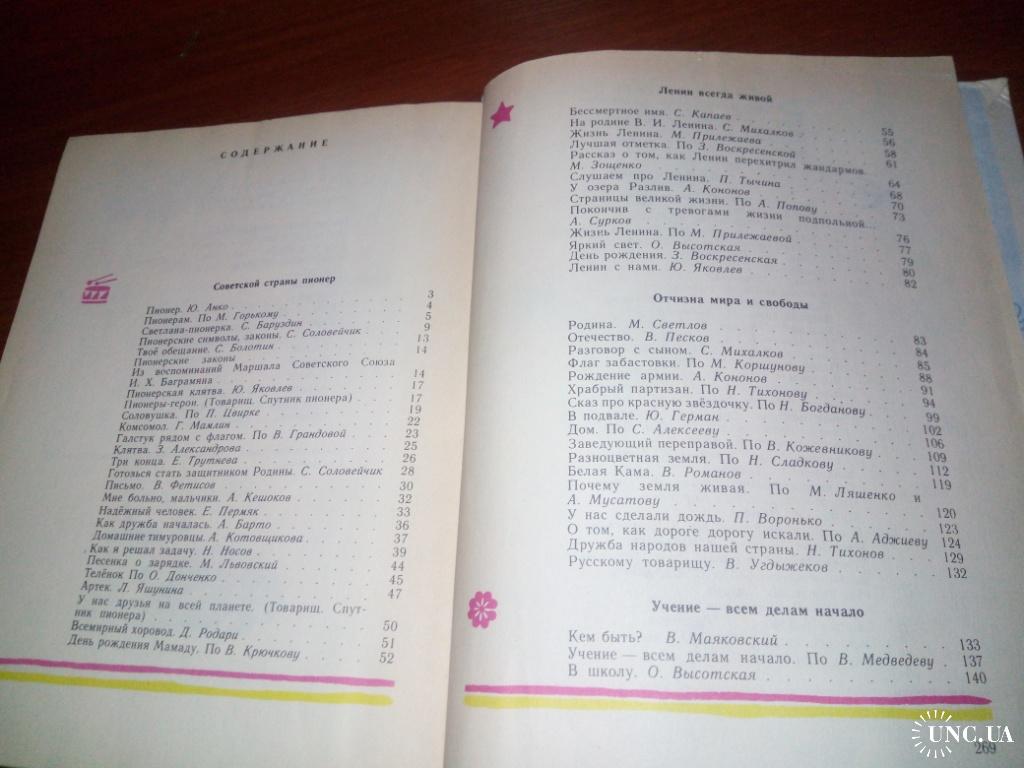 СОДЕРЖАНИЕ
Советской страны пионер
Пионер. Ю. Анко . . . 3
Пионерам. По М. Горькому . . . 4
Светлана-пионерка. С. Баруздин . . . 5
Пионерские символы, законы. С. Соловейчик . . . 9
Твоё обещание. С. Болотин . . . 13
Пионерские законы . . . 14
Из воспоминаний Маршала Советского Союза
И. Х. Баграмяна . . . 14
Пионерская клятва. Ю. Яковлев . . . 17
Пионеры-герои. (Товарищ. Спутник пионера) . . . 17
Соловушка. По П. Цвирке . . . 19
Комсомол. Г. Мамлин . . . 22
Галстук рядом с флагом. По В. Грандовой . . . 23
Клятва. З. Александрова . . . 25
Три конца. Е. Трутнева . . . 26
Готовься стать защитником Родины. С. Соловейчик 28
Письмо. В. Фетисов . . . 30
Мне больно, мальчики. А. Кешоков . . . 32
Надёжный человек. Е. Пермяк . . . 33
Как дружба началась. А. Барто . . . 36
Домашние тимуровцы. А. Котовщикова . . . 37
Как я решал задачу. Н. Носов . . . 39
Песенка о зарядке. М. Львовский . . . 44
Телёнок По О. Донченко . . . 45
Артек. Л. Яшунина . . . 47
У нас друзья на всей планете. (Товарищ. Спут-
ник пионера) . . . 50
Всемирный хоровод. Д. Родари . . . 51
День рождения Мамаду. По В. Крючкову . . . 52
Ленин всегда живой
Бессмертное имя. С. Капаев . . . 55
На родине В. И. Ленина. С. Михалков . . . 56
Жизнь Ленина. М. Прилежаева . . . 58
Лучшая отметка. По З. Воскресенской . . . 61
Рассказ о том, как Ленин перехитрил жандармов.
М. Зощенко . . . 64
Слушаем про Ленина. П. Тычина . . . 68
У озера Разлив. А. Кононов . . . 70
Страницы великой жизни. По А. Попову . . . 73
Покончив с тревогами жизни подпольной...
А. Сурков . . . 76
Жизнь Ленина. По М. Прилежаевой . . . 77
Яркий свет. О. Высотская . . . 79
День рождения. З. Воскресенская . . . 80
Ленин с нами. Ю. Яковлев . . . 82
Отчизна мира и свободы
Родина. М. Светлов . . . 83
Отечество. В. Песков . . . 84
Разговор с сыном. С. Михалков . . . 85
Флаг забастовки. По М. Коршунову . . . 88
Рождение армии. А. Кононов . . . 91
Храбрый партизан. По Н. Тихонову . . . 94
Сказ про красную звёздочку. По Н. Богданову . 99
В подвале. Ю. Герман . . . 102
Дом. По С. Алексееву . . . 106
Заведующий переправой. По В. Кожевникову . 109
Разноцветная земля. По Н. Сладкову . . . 112
Белая Кама. В. Романов . . . 119
Почему земля живая. По М. Ляшенко и
А. Мусатову . . . 120
У нас сделали дождь. П. Воронько . . . 123
О том, как дороге дорогу искали. По А. Аджиеву 124
Дружба народов нашей страны. Н. Тихонов . 129
Русскому товарищу. В. Угдыжеков . . . 132
Учение — всем делам начало
Кем быть? В. Маяковский . . . 133
Учение — всем делам начало. По В. Медведеву . 137
В школу. О. Высотская . . . 140
269
UNC.UA